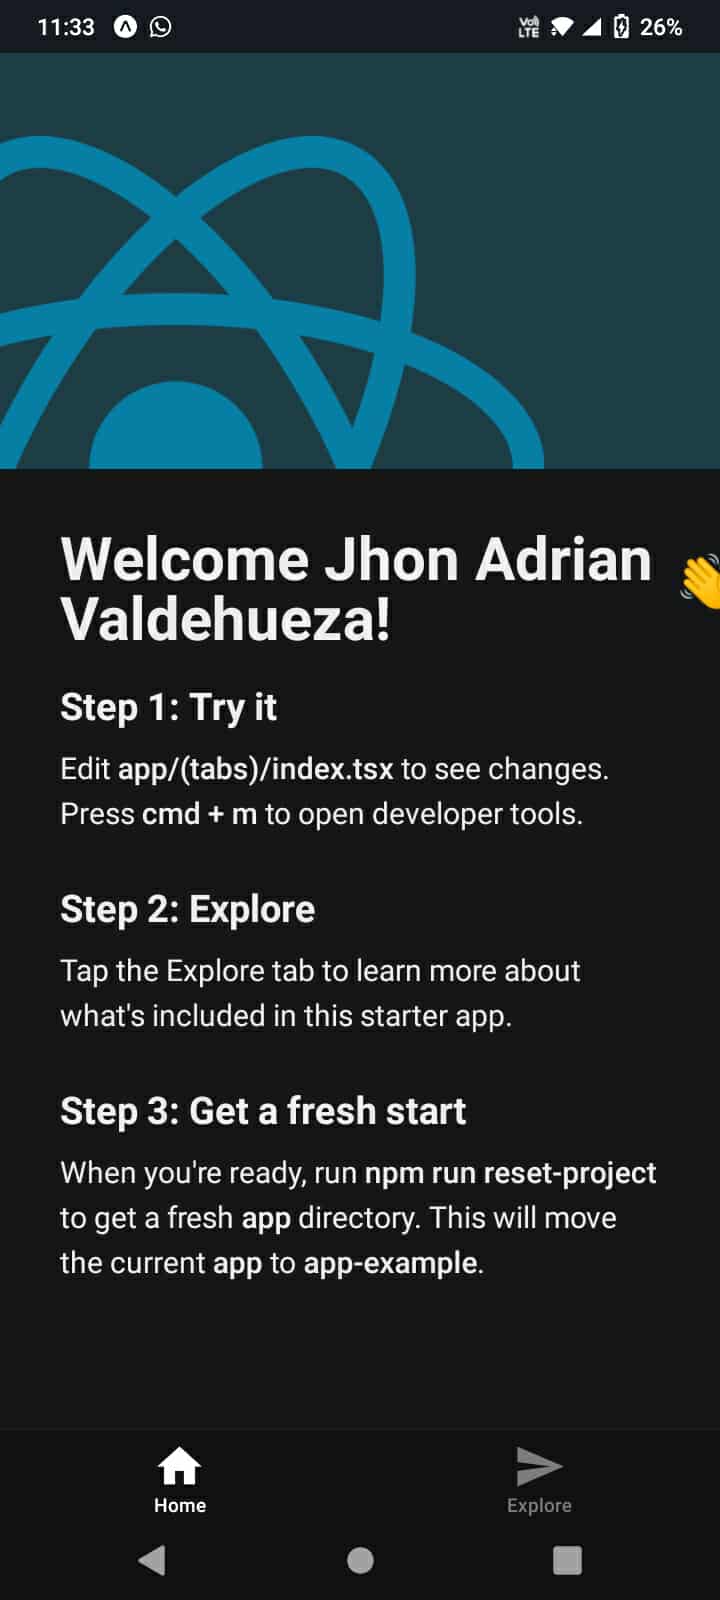 11:33
Vo)
LTE
26%
Welcome Jhon Adrian
Valdehueza!
Step 1: Try it
Edit app/(tabs)/index.tsx to see changes.
Press cmd + m to open developer tools.
Step 2: Explore
Tap the Explore tab to learn more about
what's included in this starter app.
Step 3: Get a fresh start
When you're ready, run npm run reset-project
to get a fresh app directory. This will move
the current app to app-example.
Home
Explore